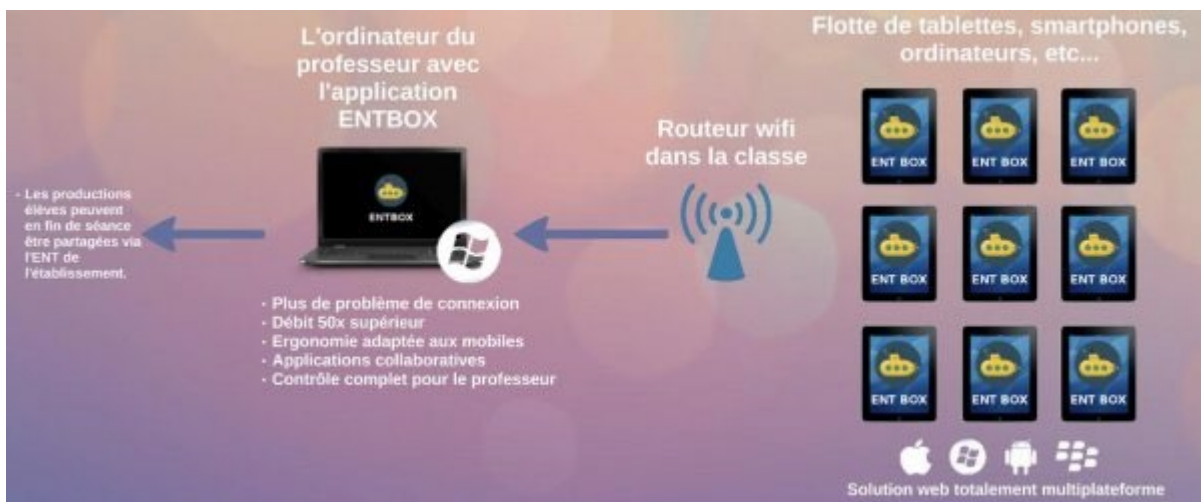 L'ordinateur du
professeur avec
l'application
ENTBOX
ENTBOX
- Les productions
élèves peuvent
en fin de séance
être partagées via
l'ENT de
l'établissement.
- Plus de problème de connexion
- Débit 50x supérieur
- Ergonomie adaptée aux mobiles
- Applications collaboratives
- Contrôle complet pour le professeur
Routeur wifi
dans la classe
Flotte de tablettes, smartphones,
ordinateurs, etc...
ENT BOX ENT BOX ENT BOX
ENT BOX ENT BOX ENT BOX
ENT BOX ENT BOX ENT BOX
Solution web totalement multiplateforme